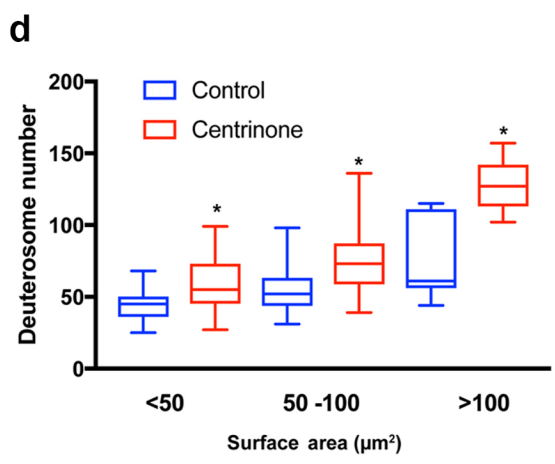 d
200
150
100
50
0
Deuterosome number
Control
Centrinone
*
*
*
<50
50 -100
>100
Surface area (µm²)